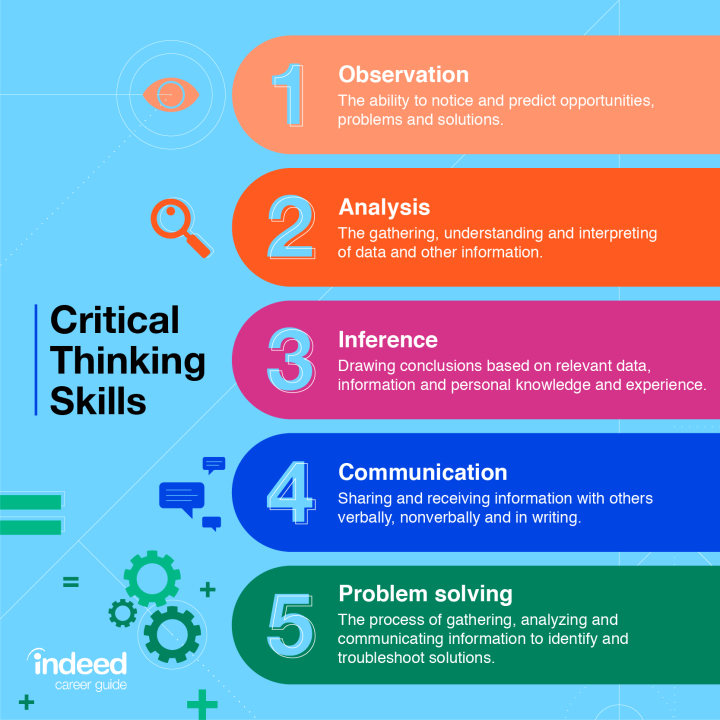 1
Observation
The ability to notice and predict opportunities,
problems and solutions.
2
Analysis
The gathering, understanding and interpreting
of data and other information.
Critical
Thinking
Skills
3
Inference
Drawing conclusions based on relevant data,
information and personal knowledge and experience.
4
Communication
Sharing and receiving information with others
verbally, nonverbally and in writing.
5
Problem solving
The process of gathering, analyzing and
communicating information to identify and
troubleshoot solutions.
indeed
career guide